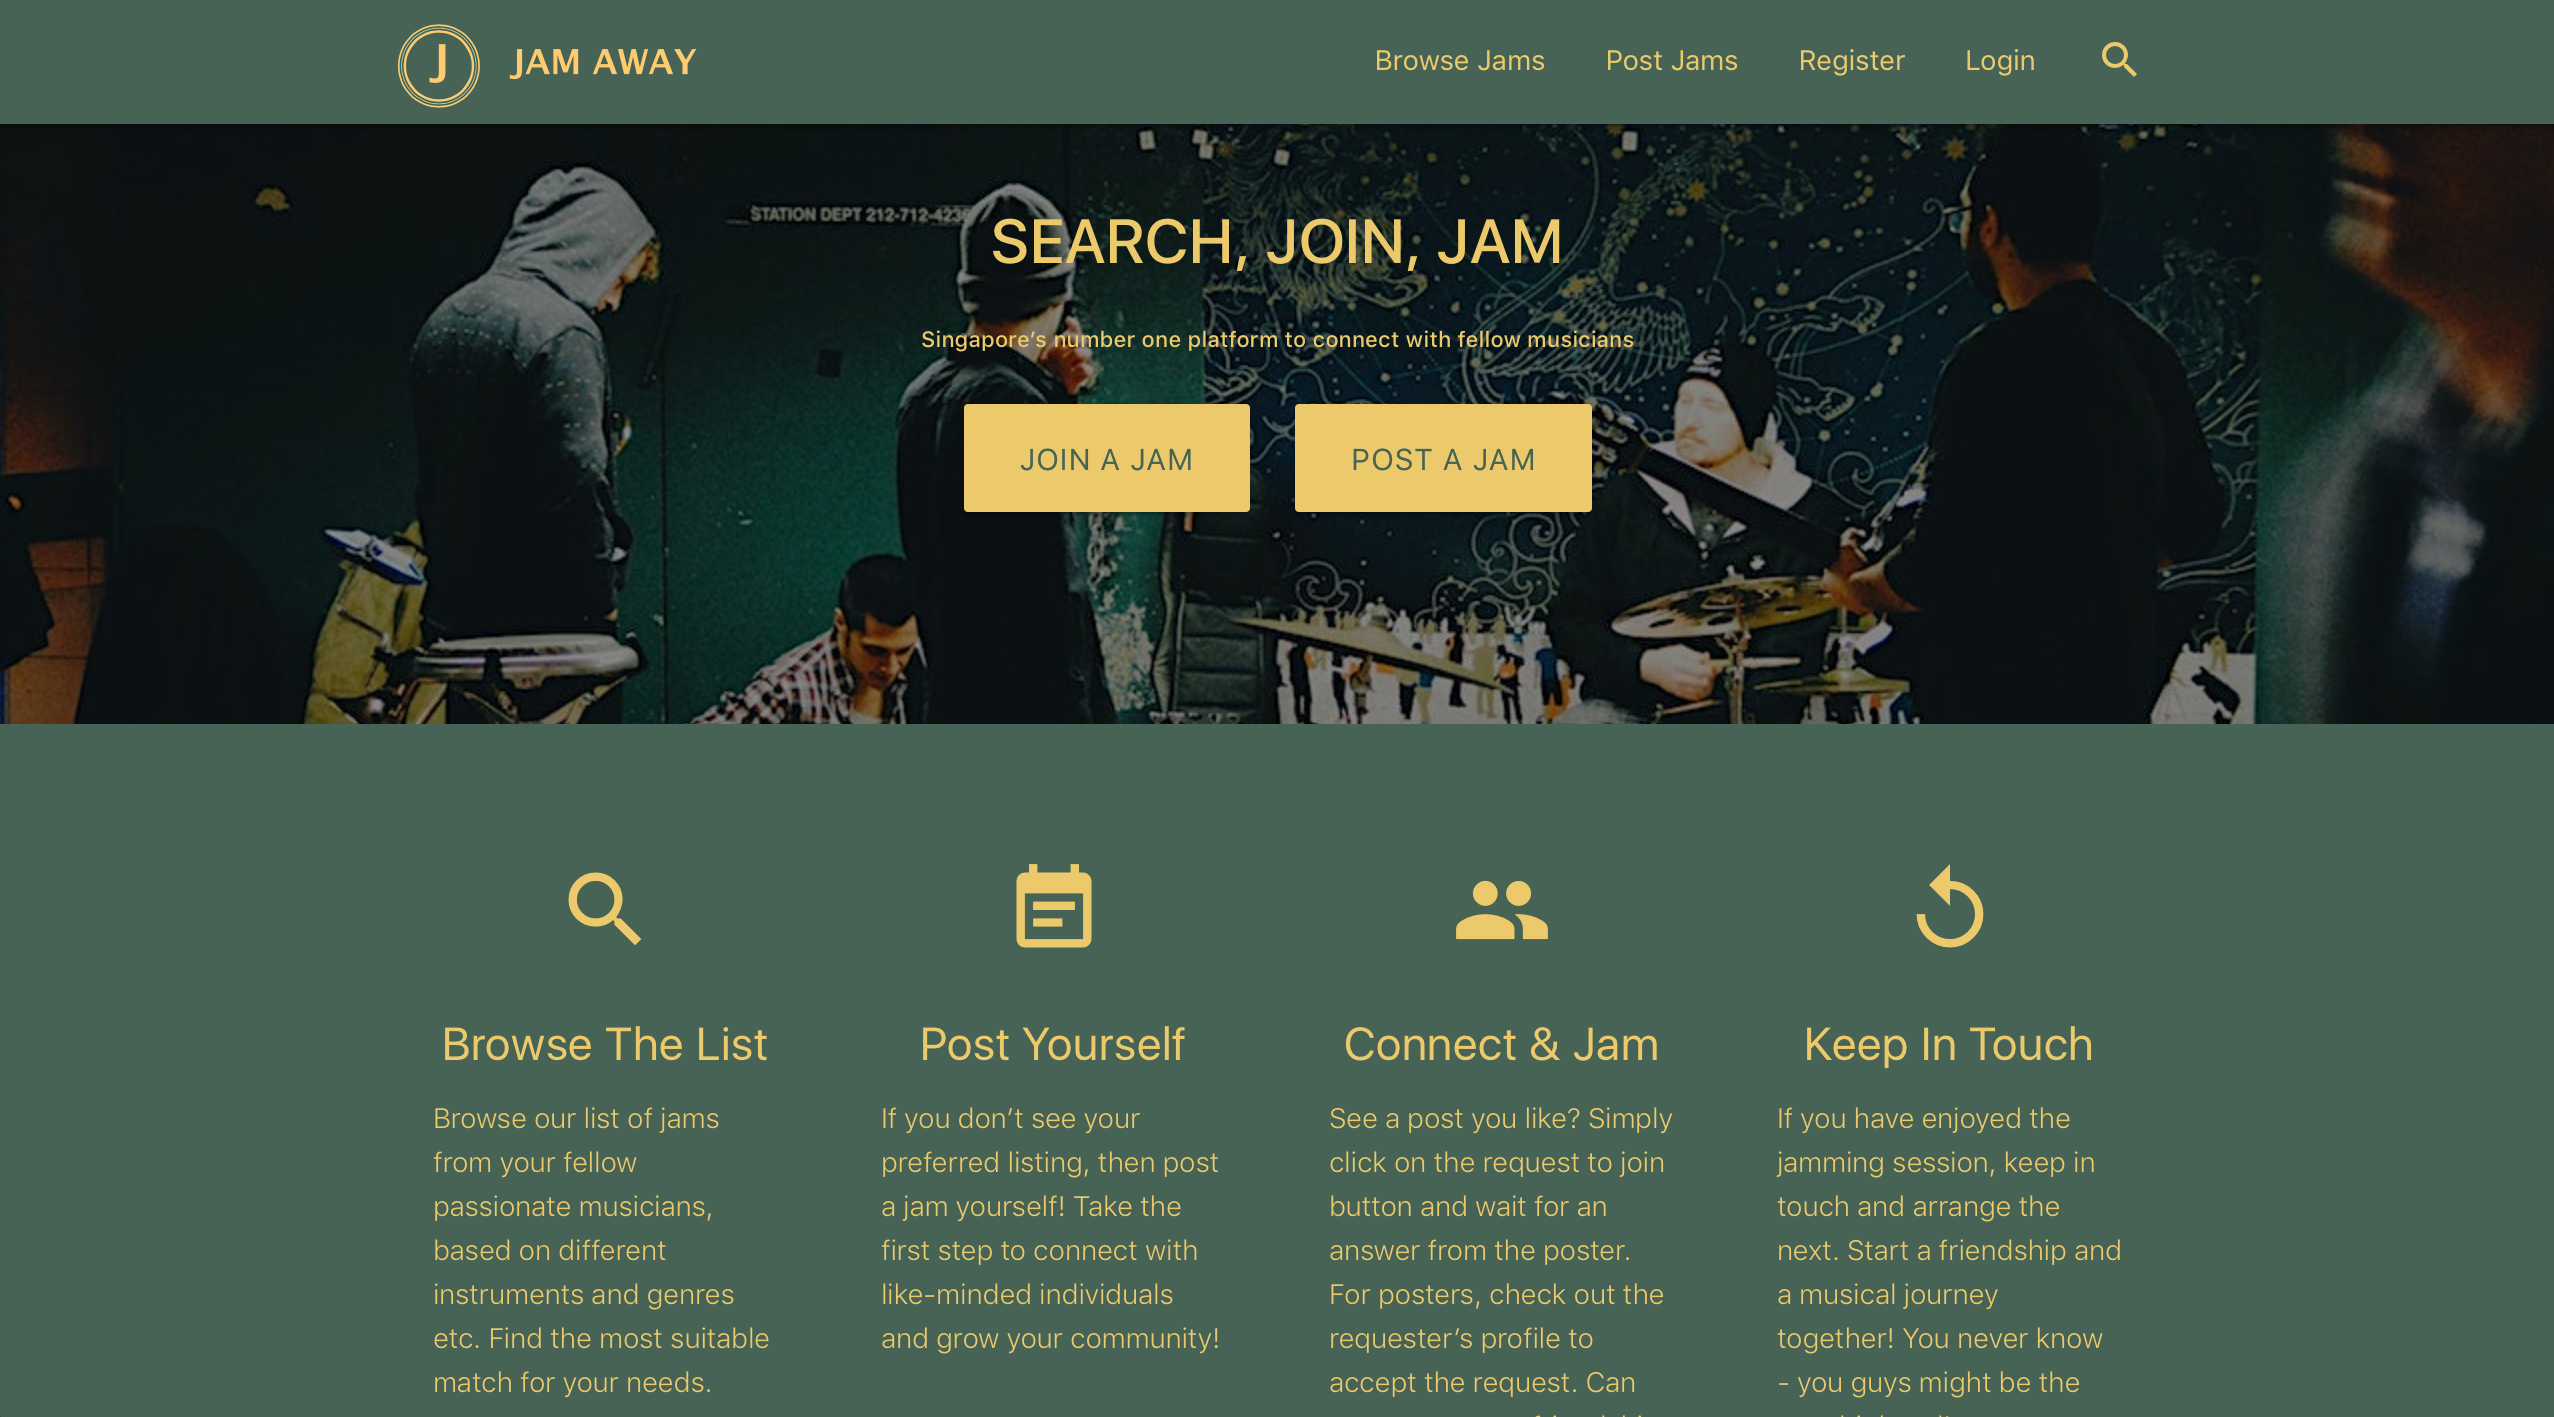 J
JAM AWAY
Browse Jams
Post Jams
Register
Login
STATION DEPT 212-712-4236
SEARCH, JOIN, JAM
Singapore’s number one platform to connect with fellow musicians
JOIN A JAM
POST A JAM
Browse The List
Browse our list of jams
from your fellow
passionate musicians,
based on different
instruments and genres
etc. Find the most suitable
match for your needs.
Post Yourself
If you don’t see your
preferred listing, then post
a jam yourself! Take the
first step to connect with
like-minded individuals
and grow your community!
Connect & Jam
See a post you like? Simply
click on the request to join
button and wait for an
answer from the poster.
For posters, check out the
requester’s profile to
accept the request. Can
Keep In Touch
If you have enjoyed the
jamming session, keep in
touch and arrange the
next. Start a friendship and
a musical journey
together! You never know
- you guys might be the